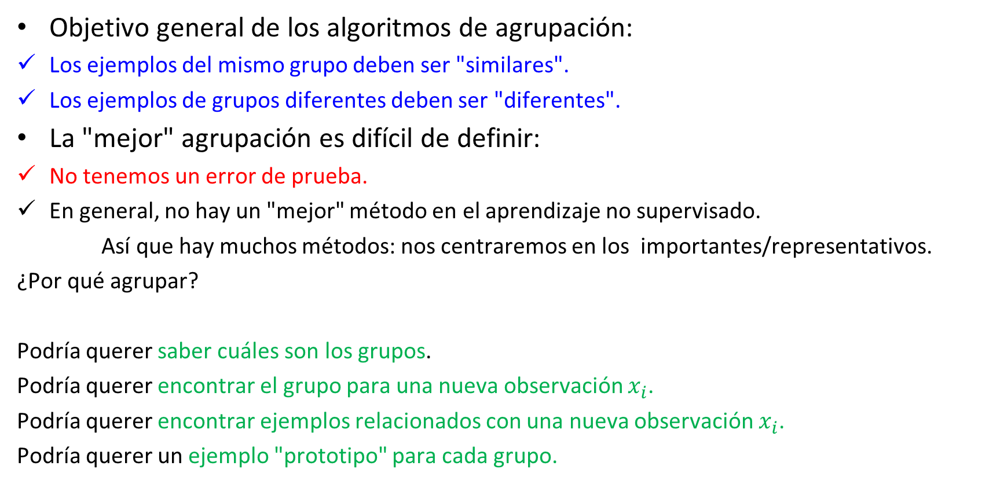 • Objetivo general de los algoritmos de agrupación:
✓ Los ejemplos del mismo grupo deben ser "similares".
✓ Los ejemplos de grupos diferentes deben ser "diferentes".
• La "mejor" agrupación es difícil de definir:
✓ No tenemos un error de prueba.
✓ En general, no hay un "mejor" método en el aprendizaje no supervisado.
Así que hay muchos métodos: nos centraremos en los importantes/representativos.
¿Por qué agrupar?
Podría querer saber cuáles son los grupos.
Podría querer encontrar el grupo para una nueva observación $x_i$.
Podría querer encontrar ejemplos relacionados con una nueva observación $x_i$.
Podría querer un ejemplo "prototipo" para cada grupo.